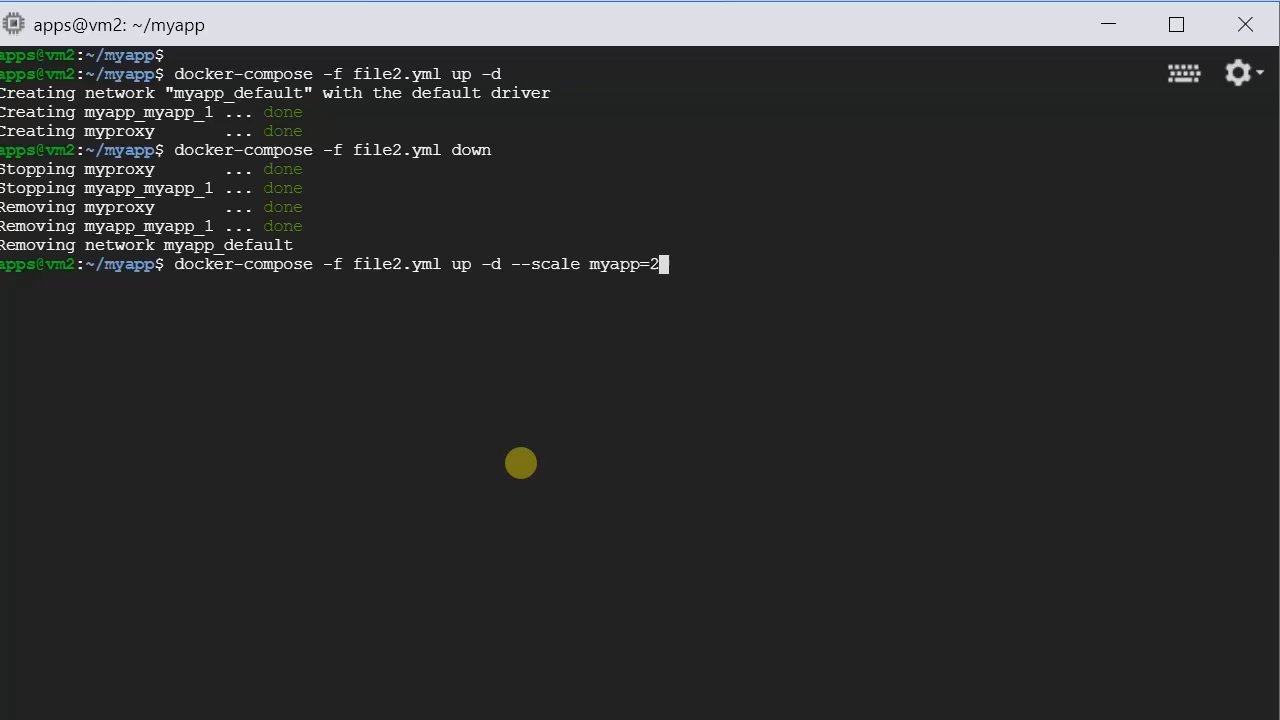 apps@vm2: ~/myapp
apps@vm2:~/myapp$
apps@vm2:~/myapp$ docker-compose -f file2.yml up -d
Creating network "myapp_default" with the default driver
Creating myapp_myapp_1 ... done
Creating myproxy       ... done
apps@vm2:~/myapp$ docker-compose -f file2.yml down
Stopping myproxy       ... done
Stopping myapp_myapp_1 ... done
Removing myproxy       ... done
Removing myapp_myapp_1 ... done
Removing network myapp_default
apps@vm2:~/myapp$ docker-compose -f file2.yml up -d --scale myapp=2